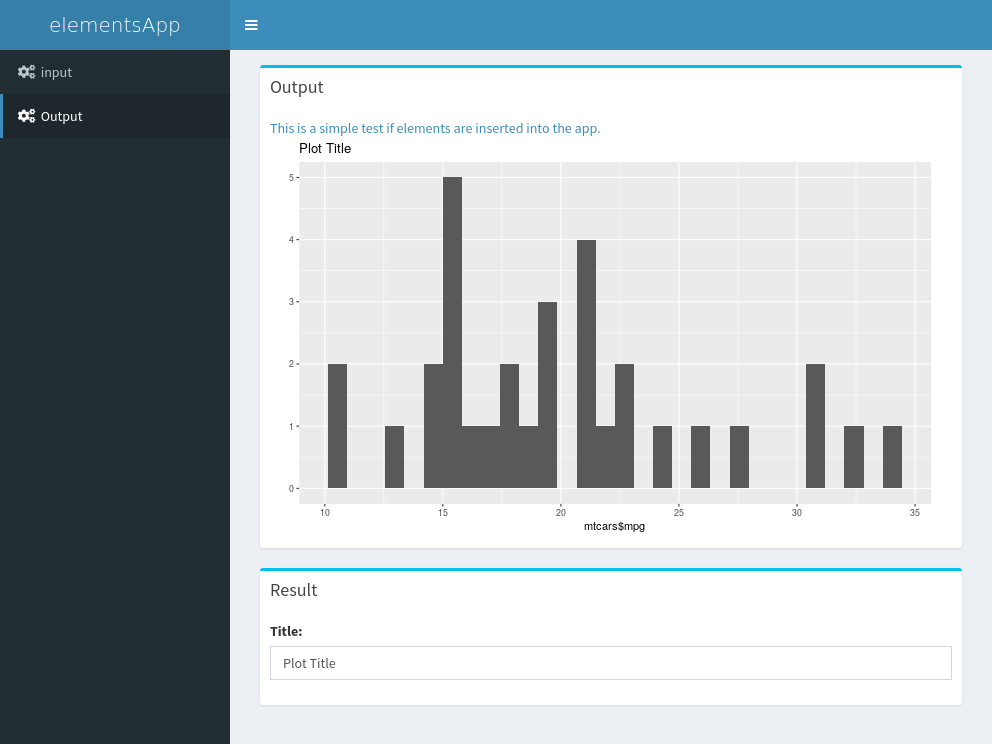 elementsApp
input
Output
Output
This is a simple test if elements are inserted into the app.
Plot Title
5
4
3
2
1
0
10 15 20 25 30 35
mtcars$mpg
Result
Title:
Plot Title